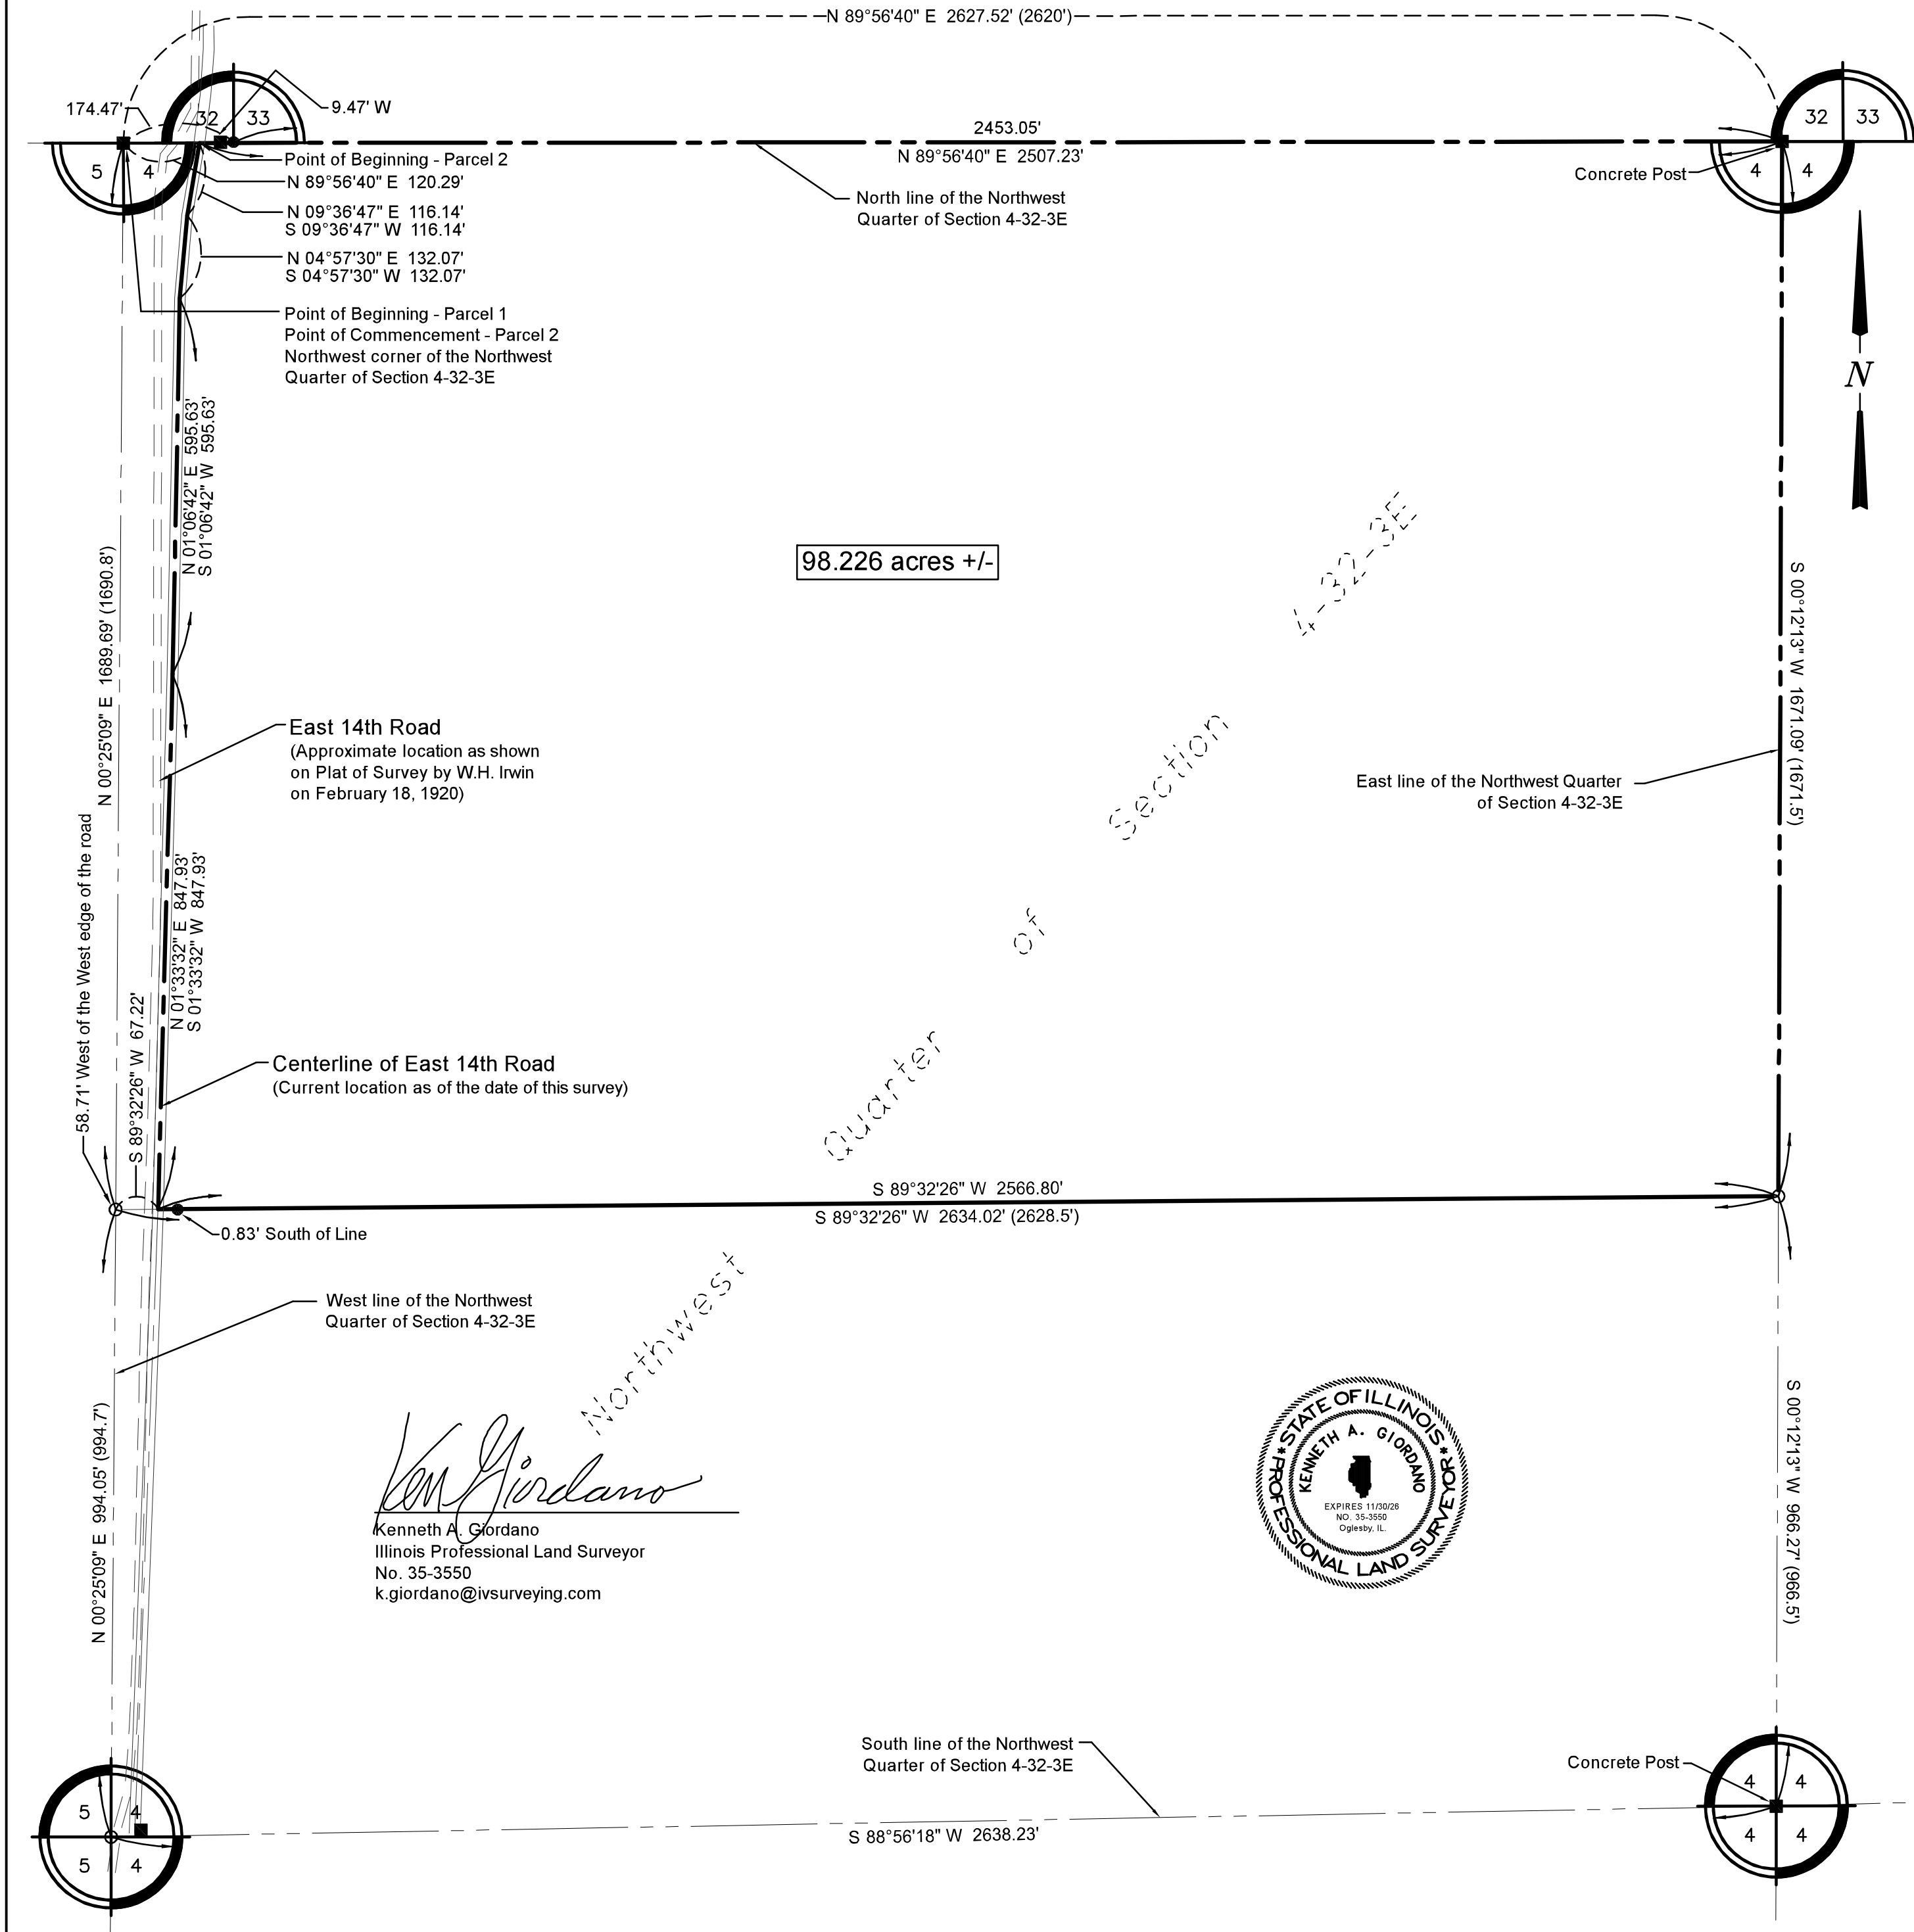 N 89°56'40" E 2627.52' (2620')
174.47'
32
33
9.47' W
5
4
2453.05'
N 89°56'40" E 2507.23'
32
33
4
4
Concrete Post
Point of Beginning - Parcel 2
N 89°56'40" E 120.29'
N 09°36'47" E 116.14'
S 09°36'47" W 116.14'
N 04°57'30" E 132.07'
S 04°57'30" W 132.07'
North line of the Northwest
Quarter of Section 4-32-3E
Point of Beginning - Parcel 1
Point of Commencement - Parcel 2
Northwest corner of the Northwest
Quarter of Section 4-32-3E
N
N 01°06'42" E 595.63'
S 01°06'42" W 595.63'
98.226 acres +/-
N 00°25'09" E 1689.69' (1690.8')
S 00°12'13" W 1671.09' (1671.5')
East 14th Road
(Approximate location as shown
on Plat of Survey by W.H. Irwin
on February 18, 1920)
East line of the Northwest Quarter
of Section 4-32-3E
58.71' West of the West edge of the road
S 89°32'26" W 67.22'
N 01°33'32" E 847.93'
S 01°33'32" W 847.93'
Centerline of East 14th Road
(Current location as of the date of this survey)
Northwest Quarter of Section 4-32-3E
S 89°32'26" W 2566.80'
S 89°32'26" W 2634.02' (2628.5')
0.83' South of Line
West line of the Northwest
Quarter of Section 4-32-3E
N 00°25'09" E 994.05' (994.7')
S 00°12'13" W 966.27' (966.5')
Ken Giordano
Kenneth A. Giordano
Illinois Professional Land Surveyor
No. 35-3550
k.giordano@ivsurveying.com
* STATE OF ILLINOIS *
PROFESSIONAL LAND SURVEYOR
KENNETH A. GIORDANO
EXPIRES 11/30/26
NO. 35-3550
Oglesby, IL.
South line of the Northwest
Quarter of Section 4-32-3E
Concrete Post
S 88°56'18" W 2638.23'
5
4
5
4
4
4
4
4